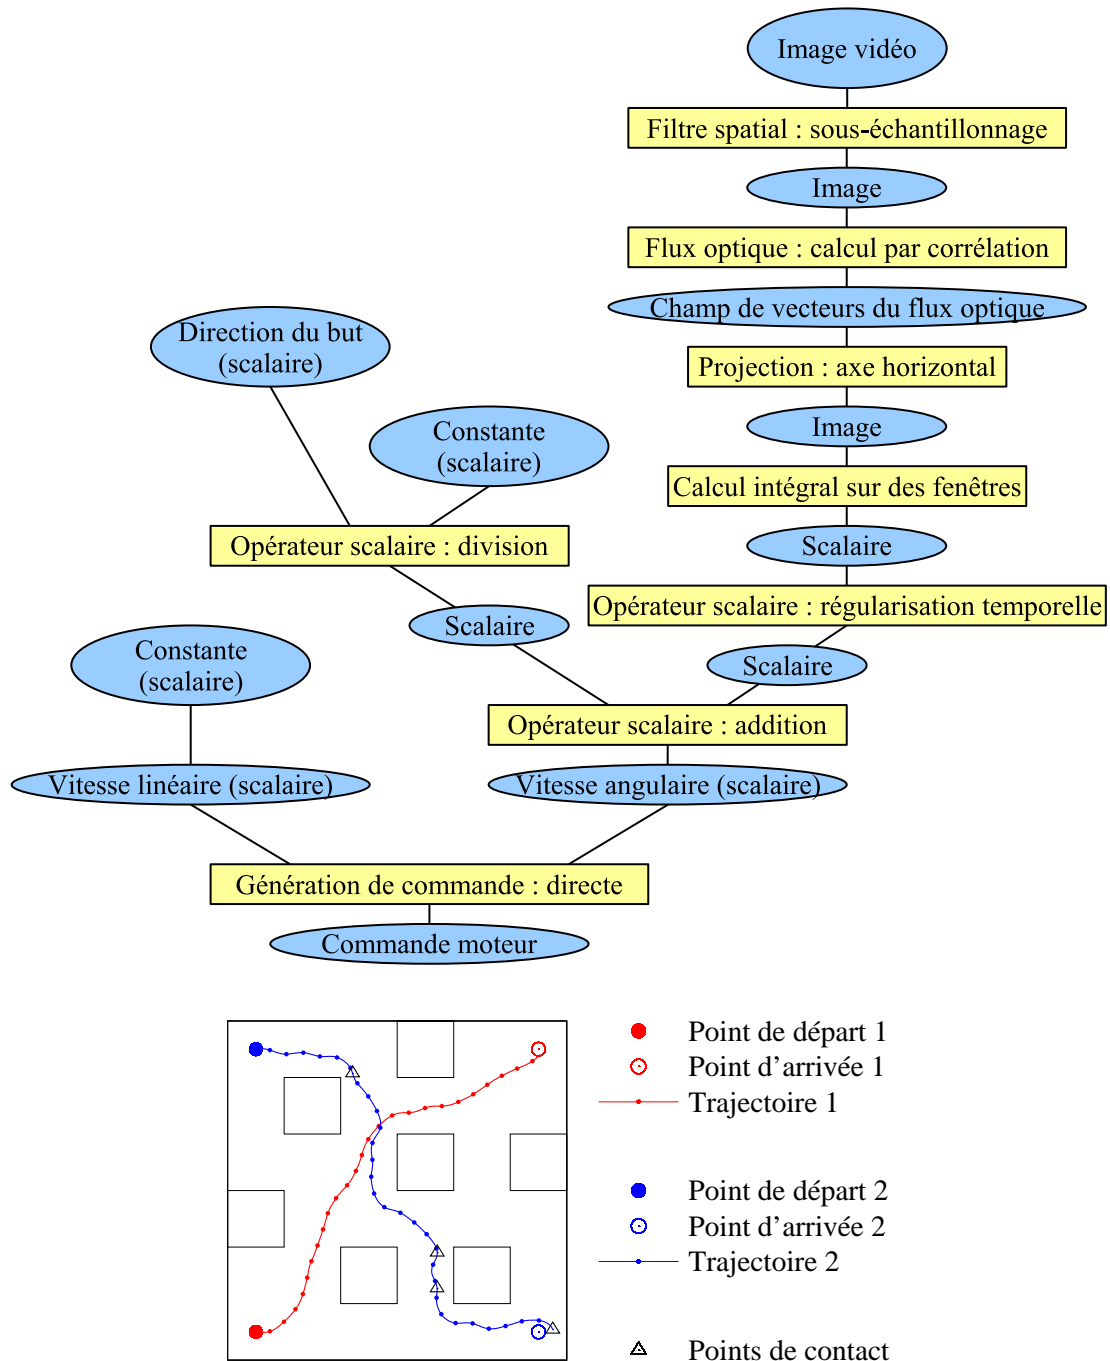 Image vidéo
Filtre spatial : sous-échantillonnage
Image
Flux optique : calcul par corrélation
Champ de vecteurs du flux optique
Direction du but
(scalaire)
Projection : axe horizontal
Constante
(scalaire)
Image
Calcul intégral sur des fenêtres
Opérateur scalaire : division
Scalaire
Opérateur scalaire : régularisation temporelle
Scalaire
Constante
(scalaire)
Scalaire
Opérateur scalaire : addition
Vitesse linéaire (scalaire)
Vitesse angulaire (scalaire)
Génération de commande : directe
Commande moteur
Point de départ 1
Point d’arrivée 1
Trajectoire 1
Point de départ 2
Point d’arrivée 2
Trajectoire 2
Points de contact